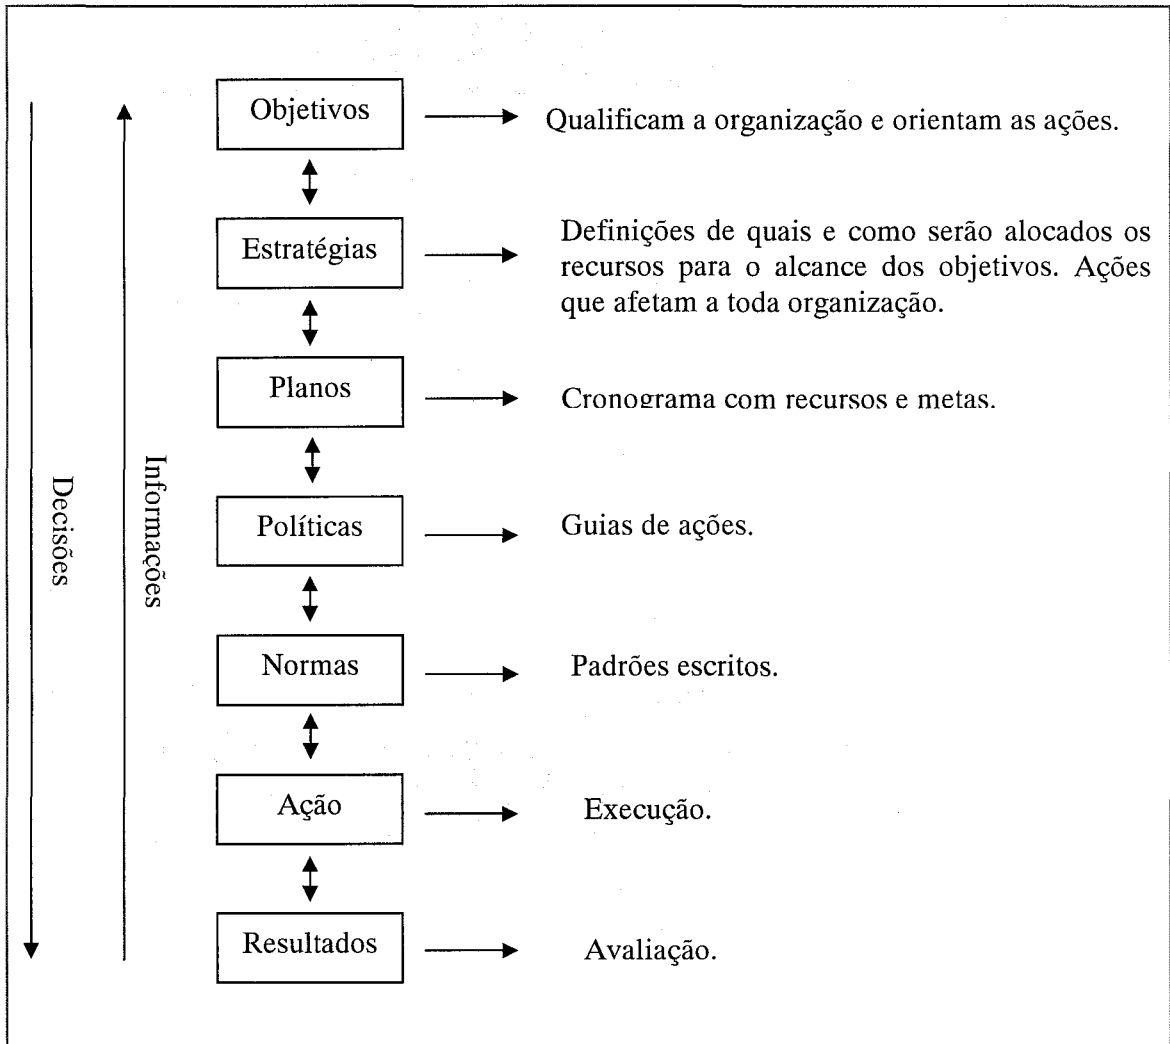 Objetivos
Qualificam a organização e orientam as ações.
Estratégias
Definições de quais e como serão alocados os
recursos para o alcance dos objetivos. Ações
que afetam a toda organização.
Planos
Cronograma com recursos e metas.
Políticas
Guias de ações.
Normas
Padrões escritos.
Ação
Execução.
Resultados
Avaliação.
Decisões
Informações